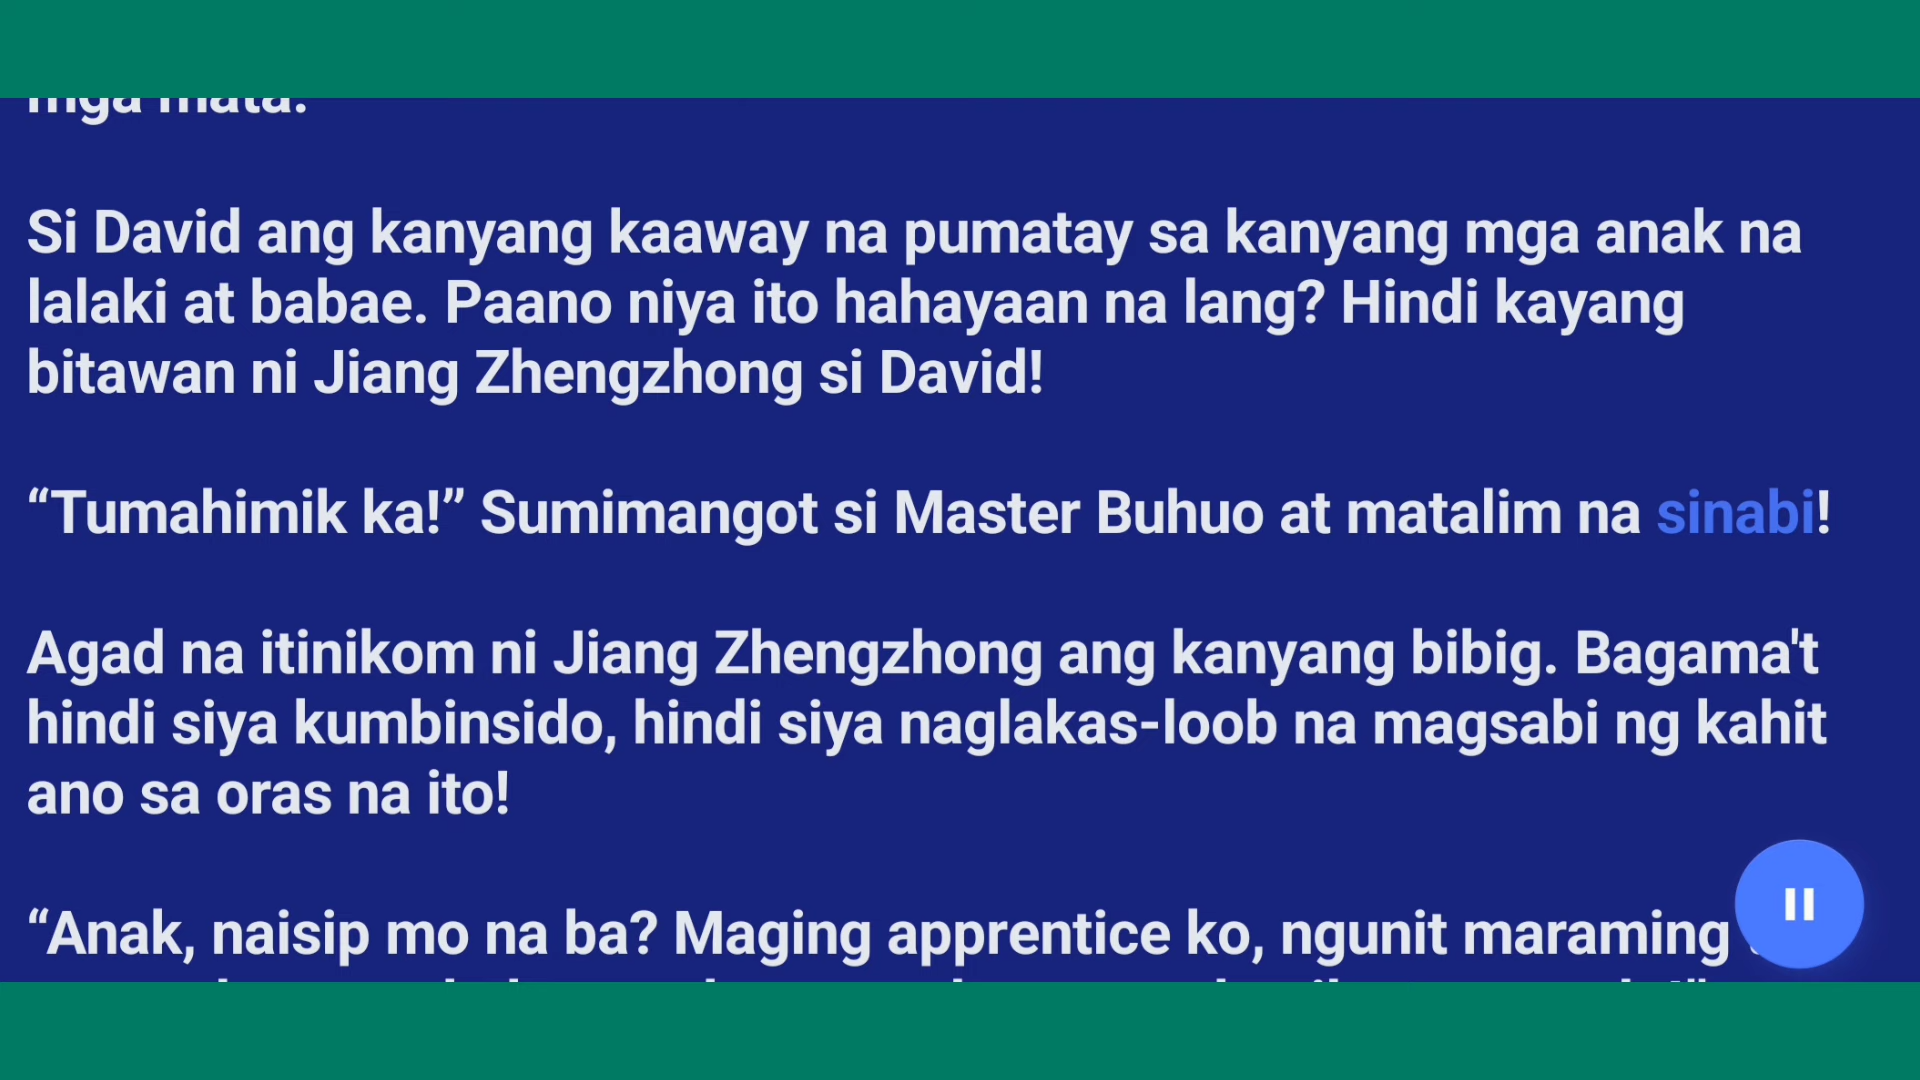 mga mata.
Si David ang kanyang kaaway na pumatay sa kanyang mga anak na
lalaki at babae. Paano niya ito hahayaan na lang? Hindi kayang
bitawan ni Jiang Zhengzhong si David!
“Tumahimik ka!” Sumimangot si Master Buhuo at matalim na sinabi!
Agad na itinikom ni Jiang Zhengzhong ang kanyang bibig. Bagama't
hindi siya kumbinsido, hindi siya naglakas-loob na magsabi ng kahit
ano sa oras na ito!
“Anak, naisip mo na ba? Maging apprentice ko, ngunit maraming